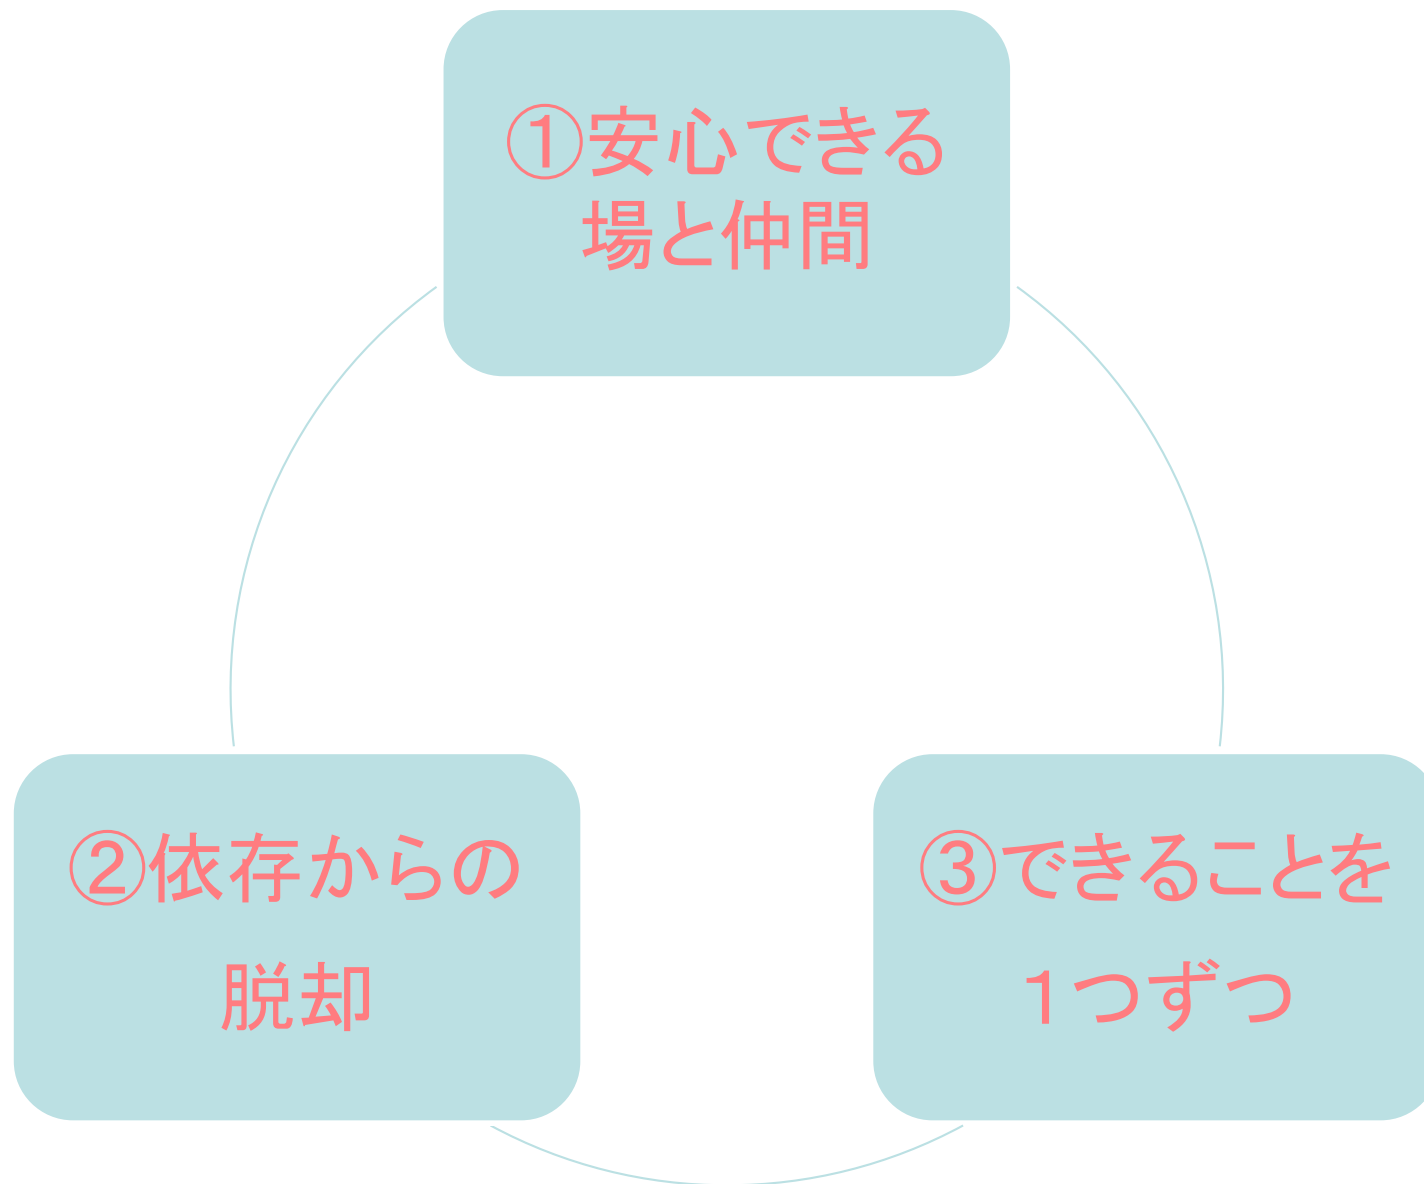 ①安心できる
場と仲間
②依存からの
脱却
③できることを
1つずつ